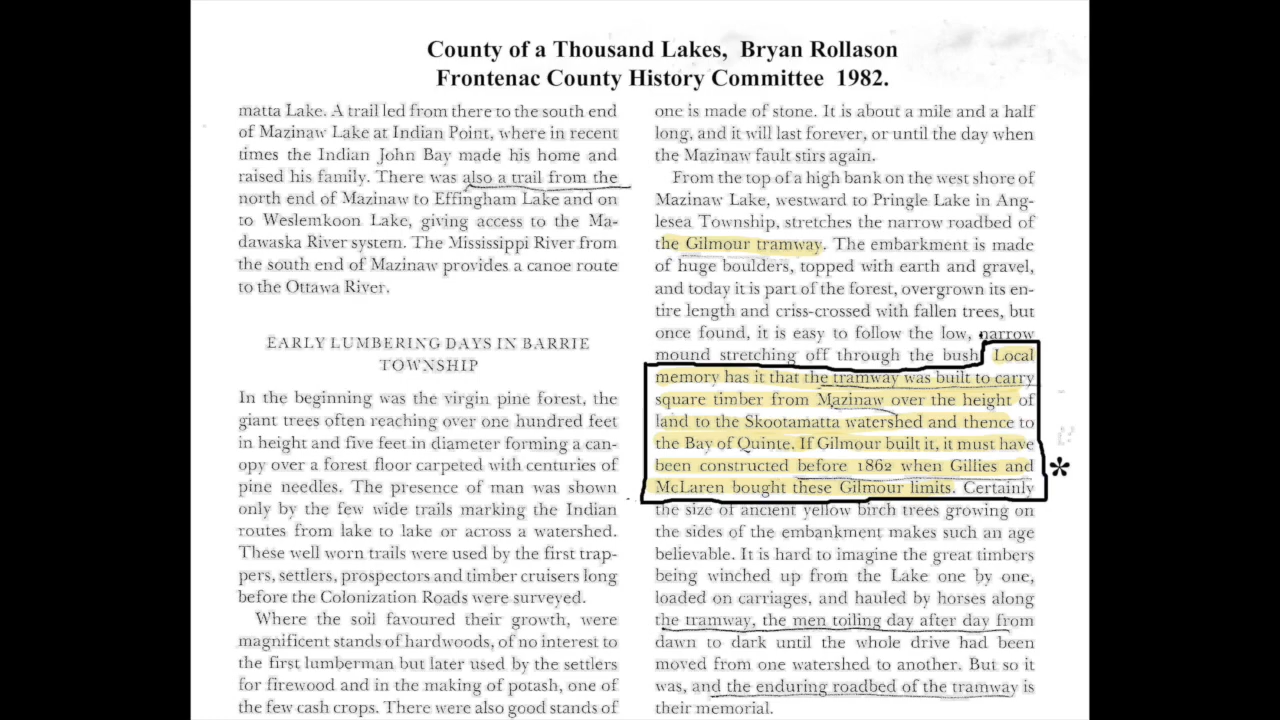 County of a Thousand Lakes, Bryan Rollason
Frontenac County History Committee 1982.
matta Lake. A trail led from there to the south end
of Mazinaw Lake at Indian Point, where in recent
times the Indian John Bay made his home and
raised his family. There was also a trail from the
north end of Mazinaw to Effingham Lake and on
to Weslemkoon Lake, giving access to the Ma-
dawaska River system. The Mississippi River from
the south end of Mazinaw provides a canoe route
to the Ottawa River.
EARLY LUMBERING DAYS IN BARRIE
TOWNSHIP
In the beginning was the virgin pine forest, the
giant trees often reaching over one hundred feet
in height and five feet in diameter forming a can-
opy over a forest floor carpeted with centuries of
pine needles. The presence of man was shown
only by the few wide trails marking the Indian
routes from lake to lake or across a watershed.
These well worn trails were used by the first trap-
pers, settlers, prospectors and timber cruisers long
before the Colonization Roads were surveyed.
Where the soil favoured their growth, were
magnificent stands of hardwoods, of no interest to
the first lumberman but later used by the settlers
for firewood and in the making of potash, one of
the few cash crops. There were also good stands of
one is made of stone. It is about a mile and a half
long, and it will last forever, or until the day when
the Mazinaw fault stirs again.
From the top of a high bank on the west shore of
Mazinaw Lake, westward to Pringle Lake in Ang-
lesea Township, stretches the narrow roadbed of
the Gilmour tramway. The embankment is made
of huge boulders, topped with earth and gravel,
and today it is part of the forest, overgrown its en-
tire length and criss-crossed with fallen trees, but
once found, it is easy to follow the low, narrow
mound stretching off through the bush. Local
memory has it that the tramway was built to carry
square timber from Mazinaw over the height of
land to the Skootamatta watershed and thence to
the Bay of Quinte. If Gilmour built it, it must have
been constructed before 1862 when Gillies and
McLaren bought these Gilmour limits. Certainly
the size of ancient yellow birch trees growing on
the sides of the embankment makes such an age
believable. It is hard to imagine the great timbers
being winched up from the Lake one by one,
loaded on carriages, and hauled by horses along
the tramway, the men toiling day after day from
dawn to dark until the whole drive had been
moved from one watershed to another. But so it
was, and the enduring roadbed of the tramway is
their memorial.
*